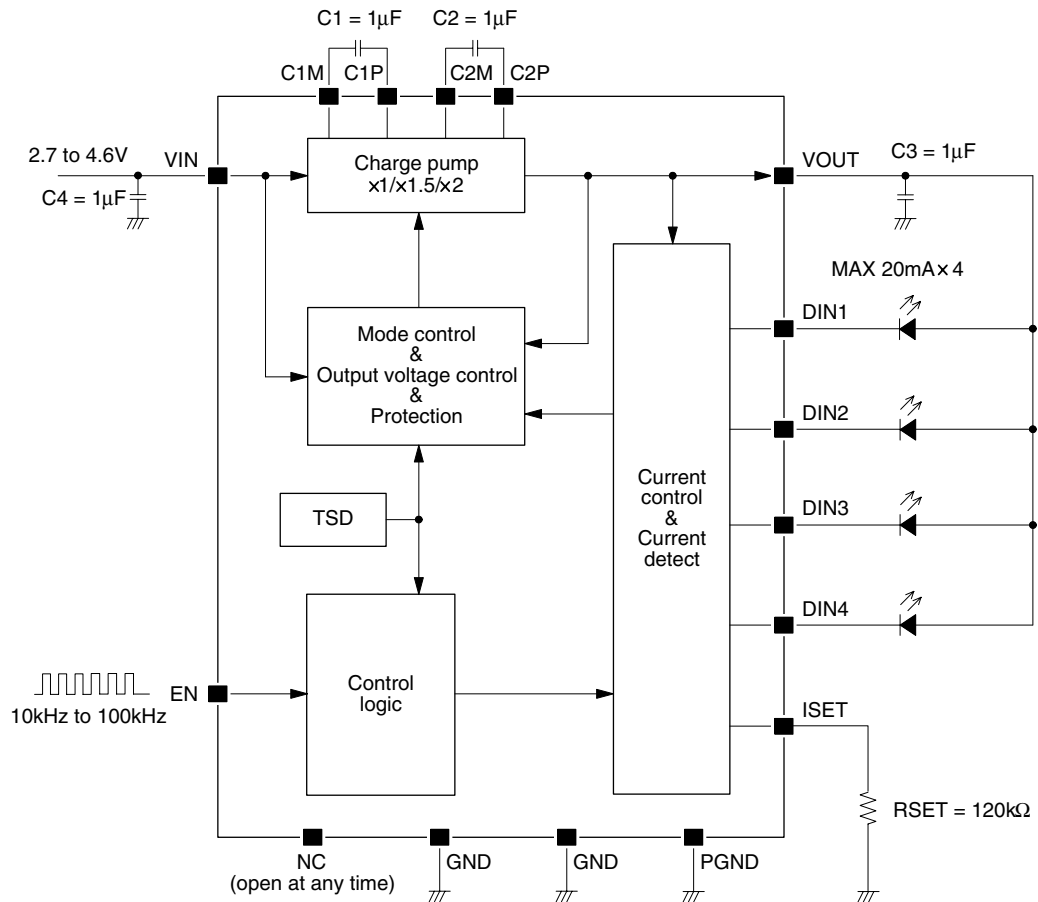 C1 = 1μF
C2 = 1μF
C1M
C1P
C2M
C2P
2.7 to 4.6V
VIN
C4 = 1μF
Charge pump
×1/×1.5/×2
VOUT
C3 = 1μF
MAX 20mA×4
DIN1
Mode control
&
Output voltage control
&
Protection
DIN2
Current
control
&
Current
detect
TSD
DIN3
DIN4
EN
10kHz to 100kHz
Control
logic
ISET
RSET = 120kΩ
NC
(open at any time)
GND
GND
PGND